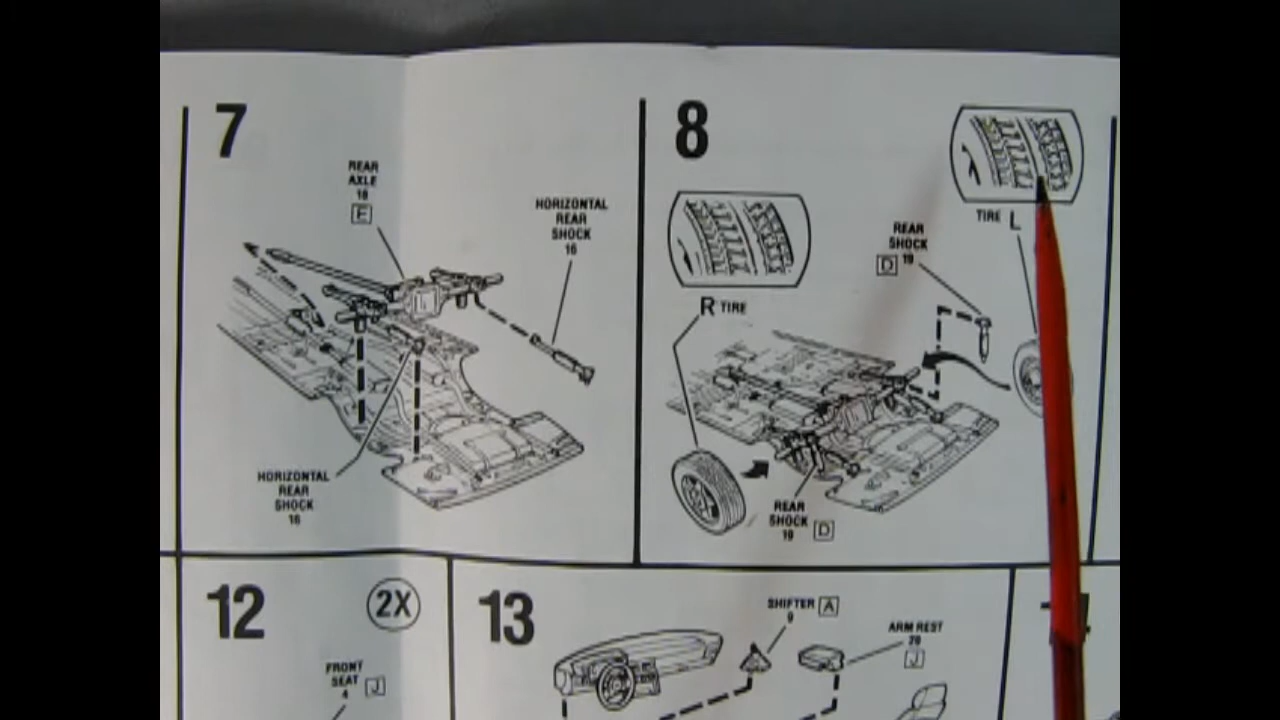 7
REAR
AXLE
18
E
HORIZONTAL
REAR
SHOCK
16
HORIZONTAL
REAR
SHOCK
16
8
TIRE L
REAR
SHOCK
D 19
R TIRE
REAR
SHOCK
19 D
12
2X
FRONT
SEAT
4 J
13
SHIFTER A
9
ARM REST
J